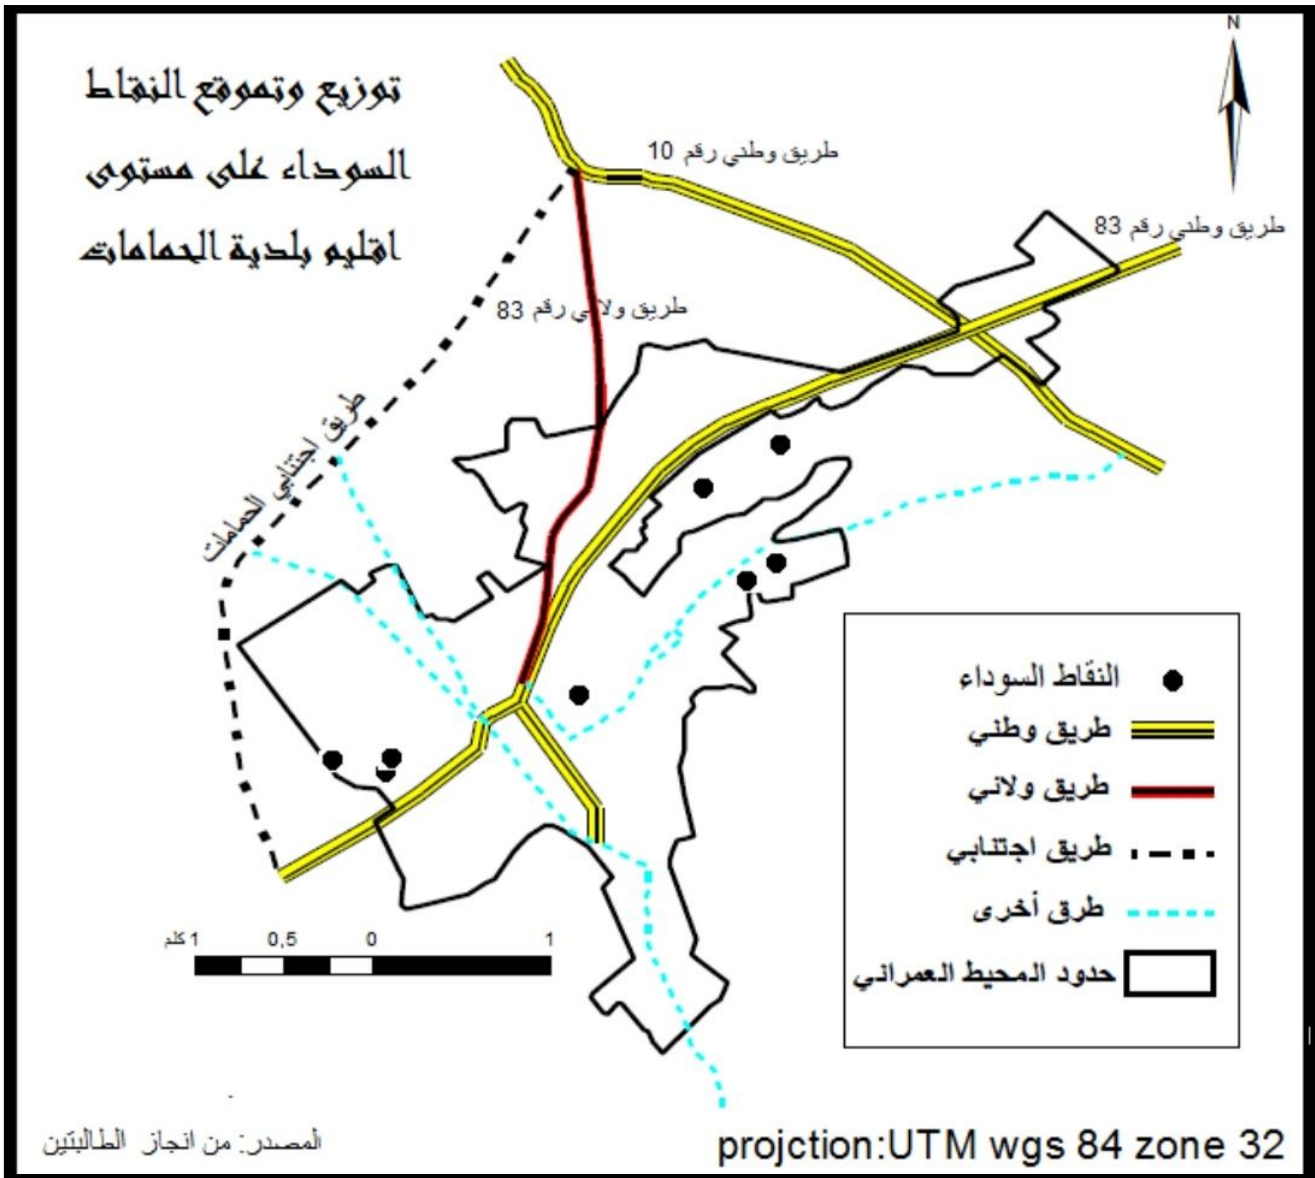 توزيع وتموقع النقاط
السوداء على مستوى
اقليم بلدية الحمامات
N
طريق وطني رقم 10
طريق وطني رقم 83
طريق ولائي رقم 83
طريق اجتنابي الحمامات
النقاط السوداء
طريق وطني
طريق ولائي
طريق اجتنابي
طرق أخرى
حدود المحيط العمراني
1 كلم 0,5 0 1
المصدر: من انجاز الطالبتين
projction:UTM wgs 84 zone 32